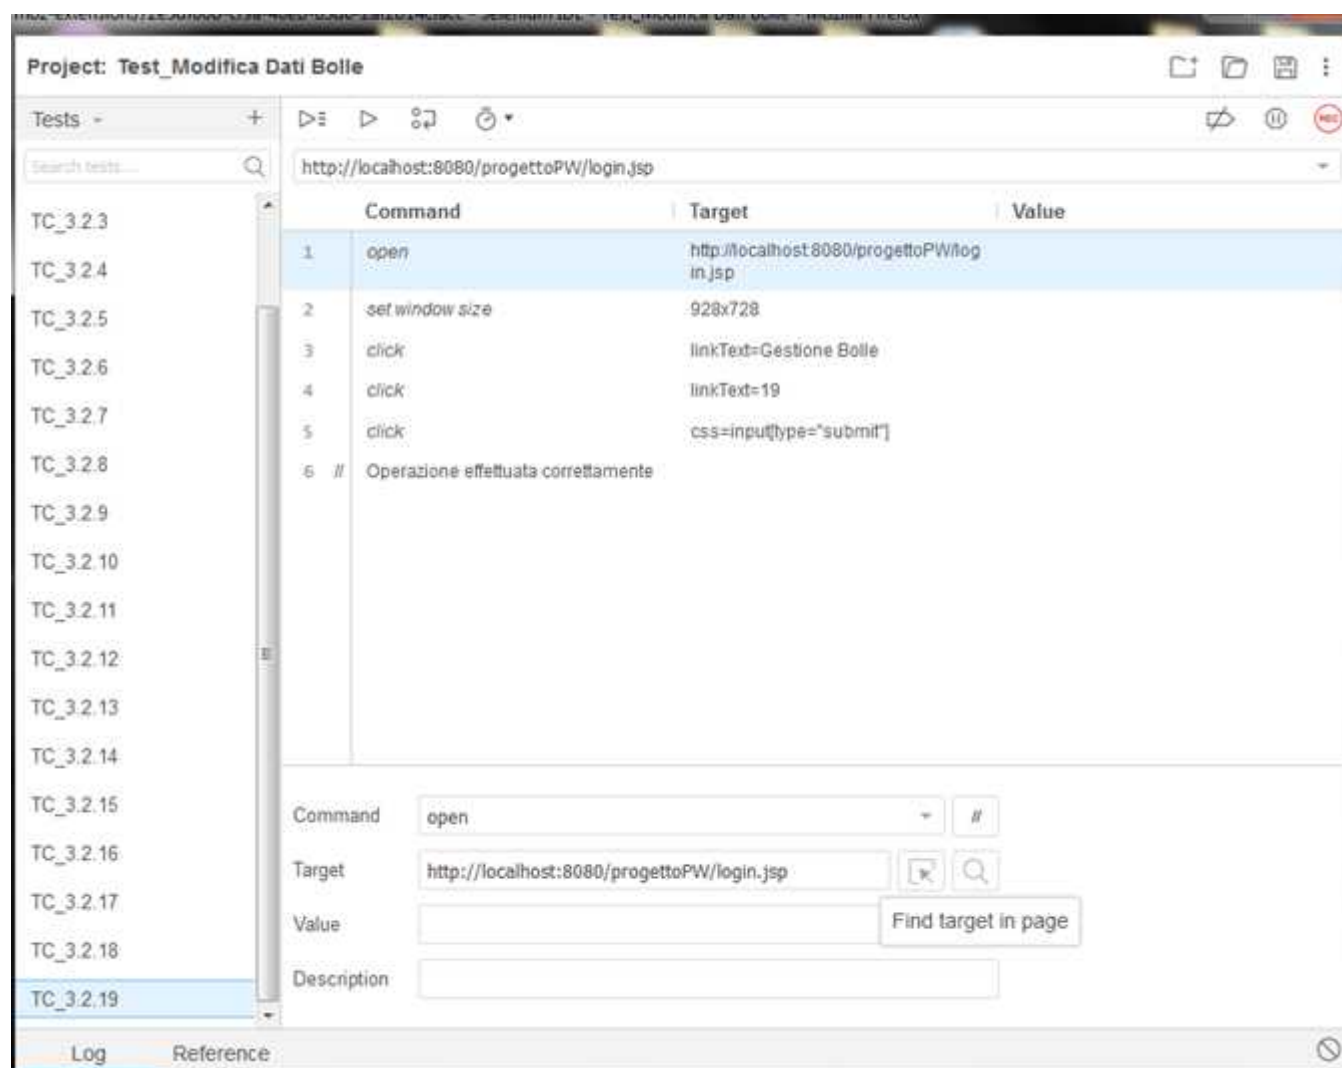 Project: Test_Modifica Dati Bolle
Tests
Search tests...
http://localhost:8080/progettoPW/login.jsp
Command Target Value
1 open http://localhost:8080/progettoPW/log
in.jsp
2 set window size 928x728
3 click linkText=Gestione Bolle
4 click linkText=19
5 click css=input[type="submit"]
6 // Operazione effettuata correttamente
TC_3.2.3
TC_3.2.4
TC_3.2.5
TC_3.2.6
TC_3.2.7
TC_3.2.8
TC_3.2.9
TC_3.2.10
TC_3.2.11
TC_3.2.12
TC_3.2.13
TC_3.2.14
TC_3.2.15
TC_3.2.16
TC_3.2.17
TC_3.2.18
TC_3.2.19
Command open //
Target http://localhost:8080/progettoPW/login.jsp
Find target in page
Value
Description
Log Reference
REC